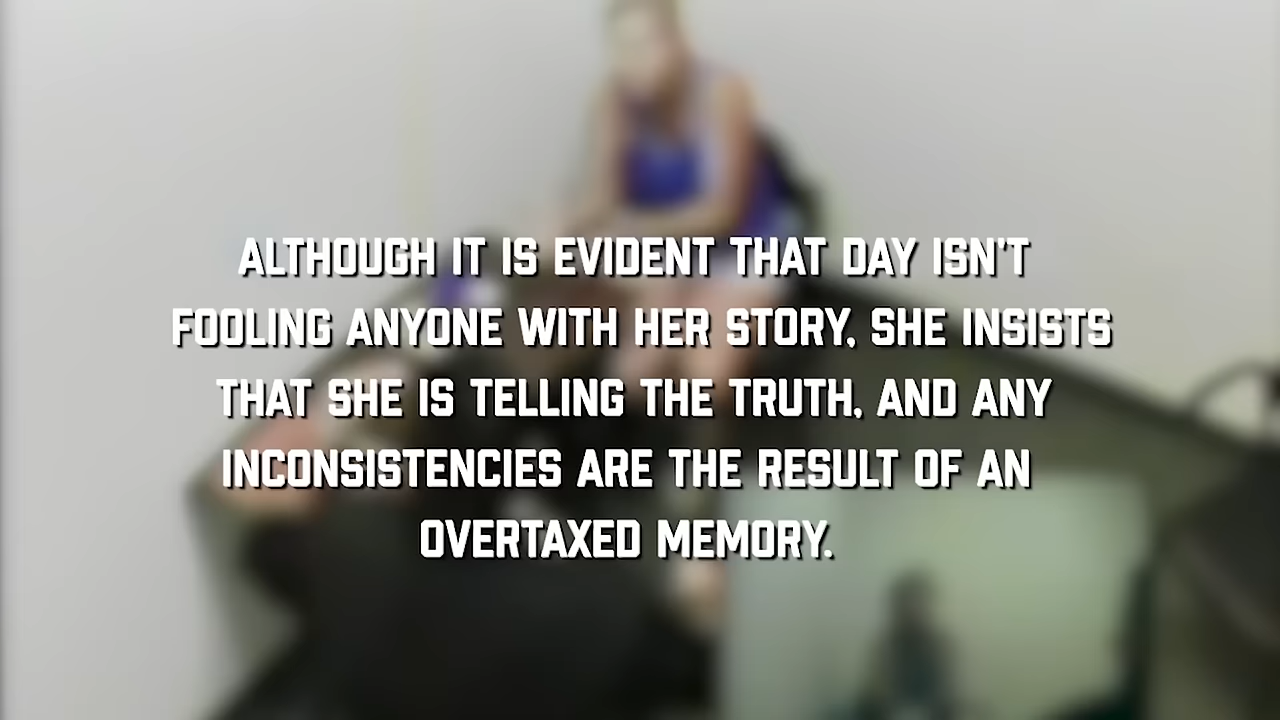 ALTHOUGH IT IS EVIDENT THAT DAY ISN'T
FOOLING ANYONE WITH HER STORY, SHE INSISTS
THAT SHE IS TELLING THE TRUTH, AND ANY
INCONSISTENCIES ARE THE RESULT OF AN
OVERTAXED MEMORY.